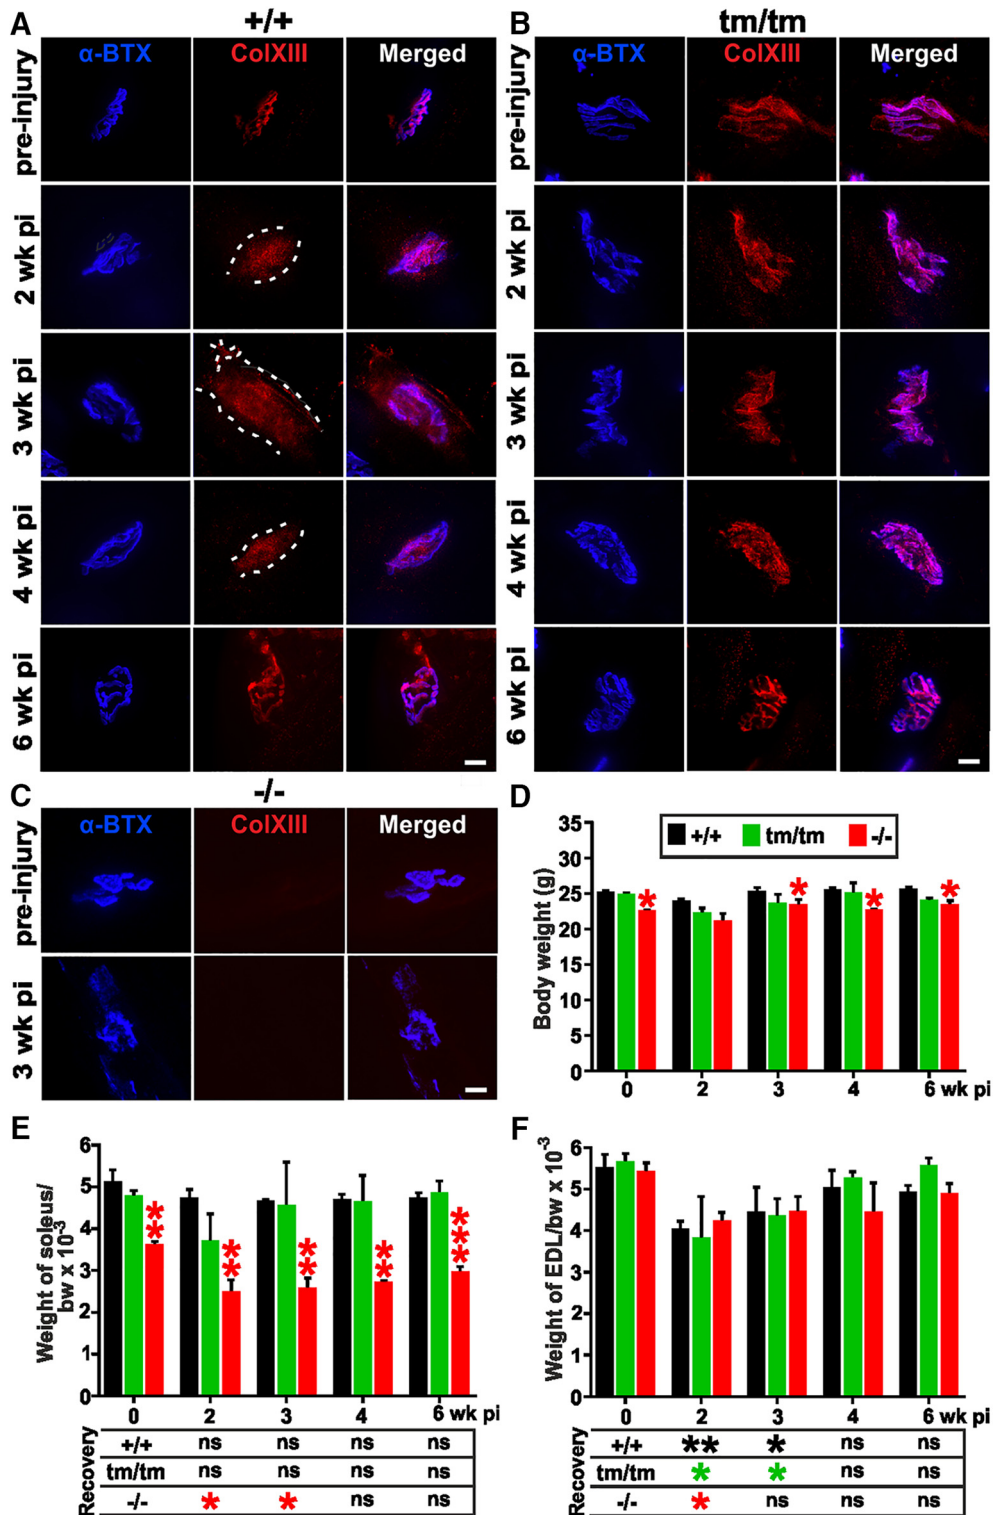 A
+/+
α-BTX ColXIII Merged
pre-injury
2 wk pi
3 wk pi
4 wk pi
6 wk pi
B
tm/tm
α-BTX ColXIII Merged
pre-injury
2 wk pi
3 wk pi
4 wk pi
6 wk pi
C
-/-
α-BTX ColXIII Merged
pre-injury
3 wk pi
D
+/+ tm/tm -/-
Body weight (g)
35
30
25
20
15
10
5
0
* * * *
0 2 3 4 6 wk pi
E
Weight of soleus/
bw x 10-3
6
5
4
3
2
1
0
** ** ** ** ***
0 2 3 4 6 wk pi
Recovery
+/+ ns ns ns ns
tm/tm ns ns ns ns
-/- * * ns ns
F
Weight of EDL/bw x 10-3
6
5
4
3
2
1
0
0 2 3 4 6 wk pi
Recovery
+/+ ** * ns ns
tm/tm * * ns ns
-/- * ns ns ns